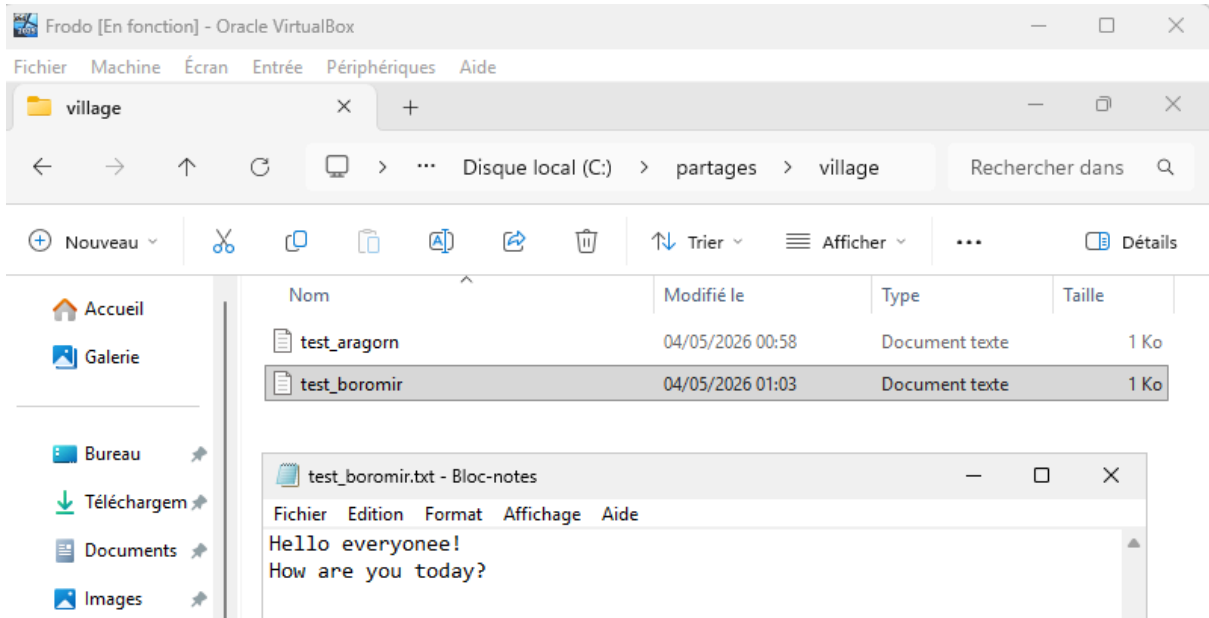 Frodo [En fonction] - Oracle VirtualBox
Fichier Machine Écran Entrée Périphériques Aide
village
Disque local (C:) > partages > village Rechercher dans
Nouveau Trier Afficher ... Détails
Nom Modifié le Type Taille
Accueil
test_aragorn 04/05/2026 00:58 Document texte 1 Ko
Galerie
test_boromir 04/05/2026 01:03 Document texte 1 Ko
Bureau
Téléchargem
Documents
Images
test_boromir.txt - Bloc-notes
Fichier Edition Format Affichage Aide
Hello everyonee!
How are you today?